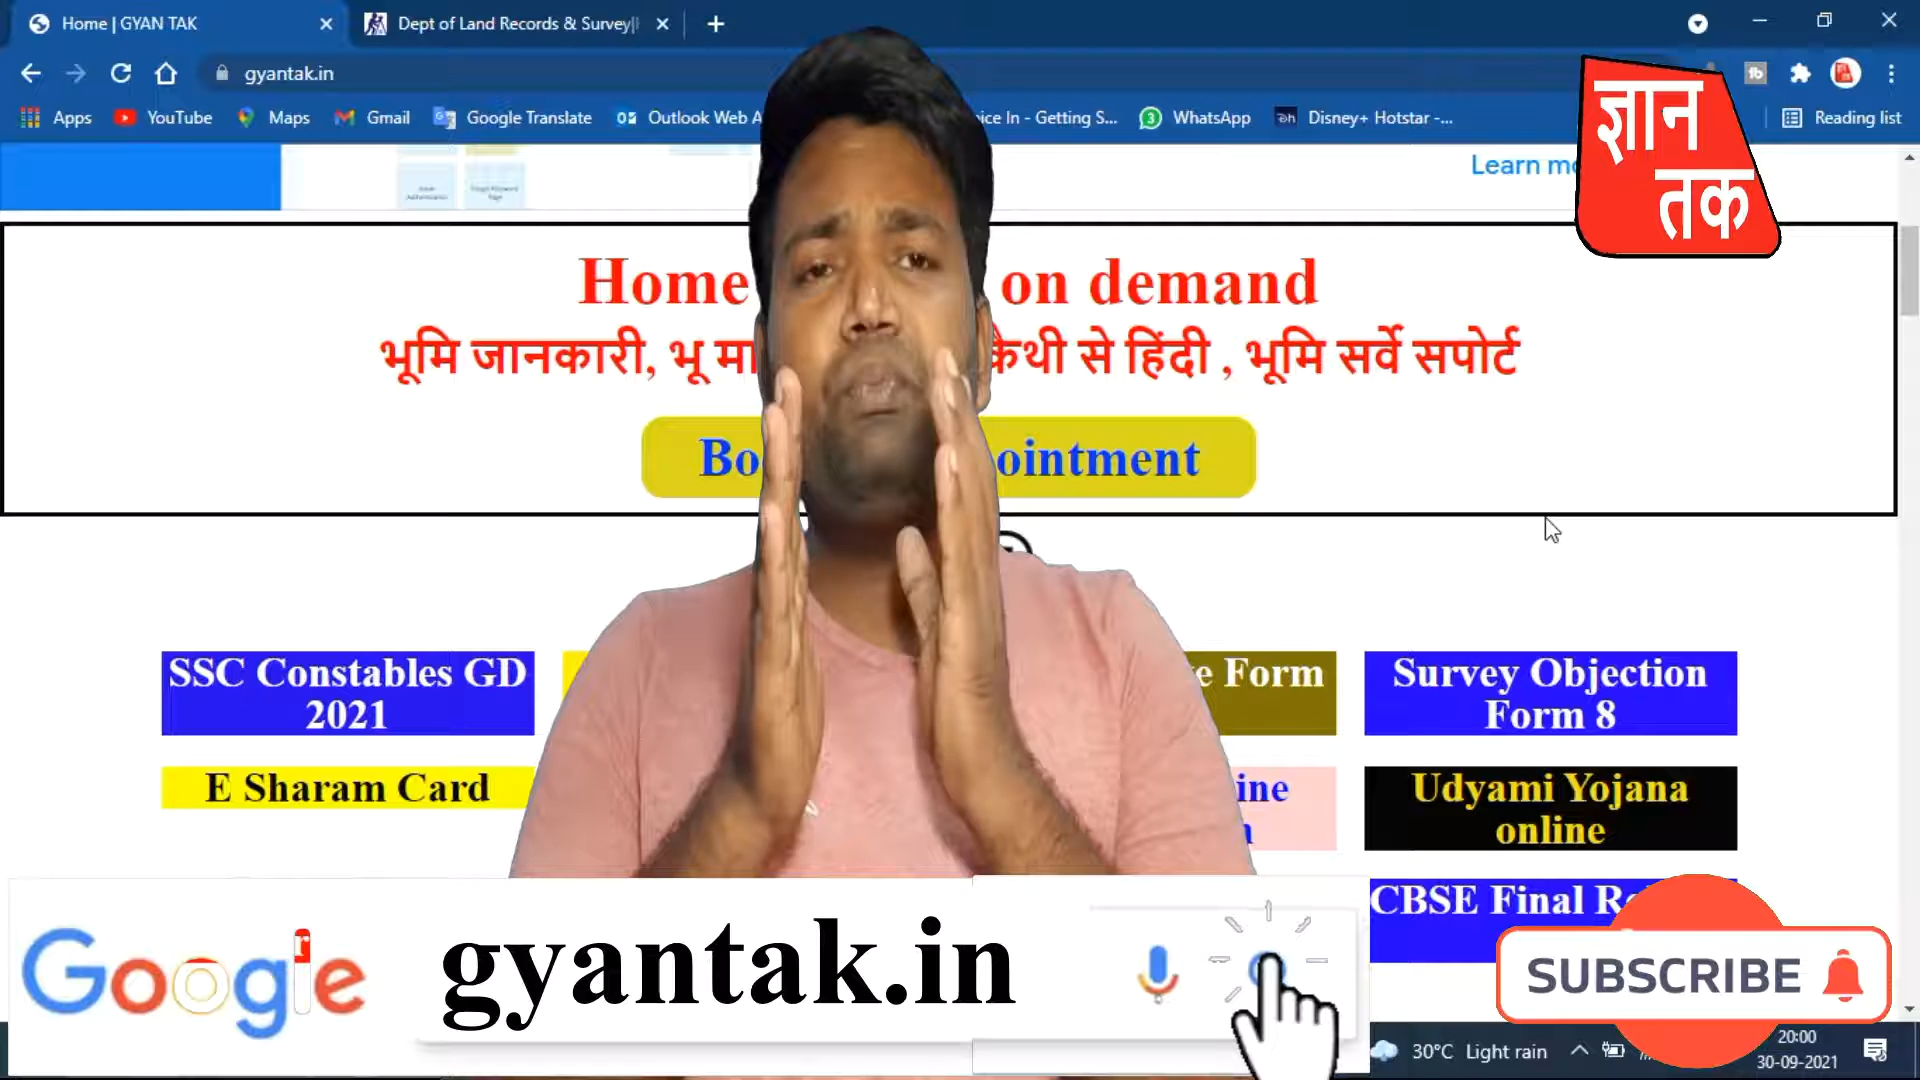 Home | GYAN TAK
Dept of Land Records & Survey|
gyantak.in
Apps
YouTube
Maps
Gmail
Google Translate
Outlook Web A
ice In - Getting S...
WhatsApp
Disney+ Hotstar -...
Reading list
ज्ञान
तक
Learn m
Home on demand
भूमि जानकारी, भू मा कैथी से हिंदी , भूमि सर्वे सपोर्ट
Bo ointment
SSC Constables GD
2021
e Form
Survey Objection
Form 8
E Sharam Card
ine
Udyami Yojana
online
CBSE Final R
Google
gyantak.in
SUBSCRIBE
30°C Light rain
20:00
30-09-2021